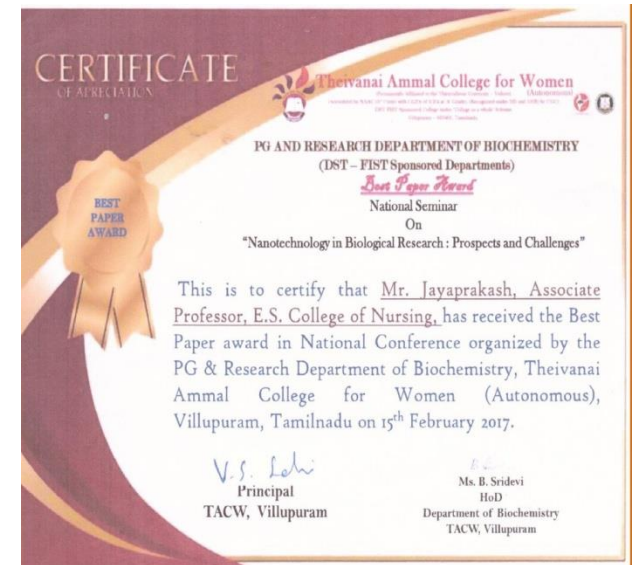 CERTIFICATE
OF APRECIATION
Theivanai Ammal College for Women
(Autonomous)
PG AND RESEARCH DEPARTMENT OF BIOCHEMISTRY
(DST – FIST Sponsored Departments)
Best Paper Award
National Seminar
On
"Nanotechnology in Biological Research : Prospects and Challenges"
BEST
PAPER
AWARD
This is to certify that Mr. Jayaprakash, Associate
Professor, E.S. College of Nursing, has received the Best
Paper award in National Conference organized by the
PG & Research Department of Biochemistry, Theivanai
Ammal College for Women (Autonomous),
Villupuram, Tamilnadu on 15th February 2017.
Principal
TACW, Villupuram
Ms. B. Sridevi
HoD
Department of Biochemistry
TACW, Villupuram